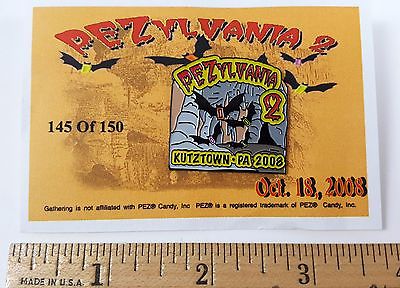 PEZYLVANIA 2
PEZYLVANIA
2
145 Of 150
KUTZTOWN - PA 2008
Oct. 18, 2008
Gathering is not affiliated with PEZ® Candy, Inc PEZ® is a registered trademark of PEZ® Candy, Inc.
MADE IN U.S.A. 1 2 3